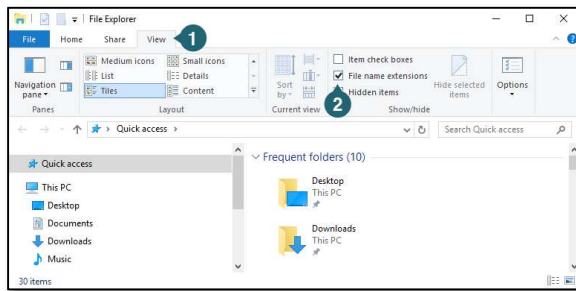 File Explorer
File Home Share View 1
Medium icons Small icons Item check boxes
List Details File name extensions
Navigation pane Tiles Content Sort by 2 Hidden items Hide selected items Options
Panes Layout Current view Show/hide
Quick access Search Quick access
Quick access Frequent folders (10)
This PC Desktop
This PC
Desktop
Documents
Downloads Downloads
This PC
Music
30 items